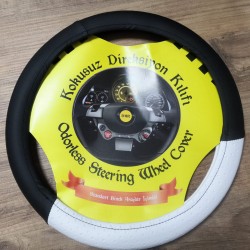 Kokusuz Direksiyon Kılıfı
Odorless Steering Wheel Cover